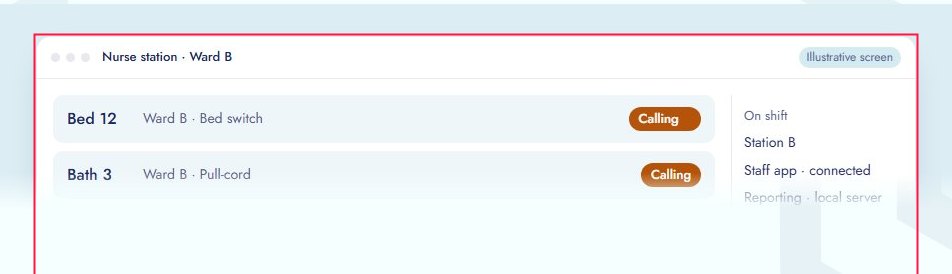 Nurse station · Ward B
Illustrative screen
Bed 12 Ward B · Bed switch Calling
Bath 3 Ward B · Pull-cord Calling
On shift
Station B
Staff app · connected
Reporting · local server